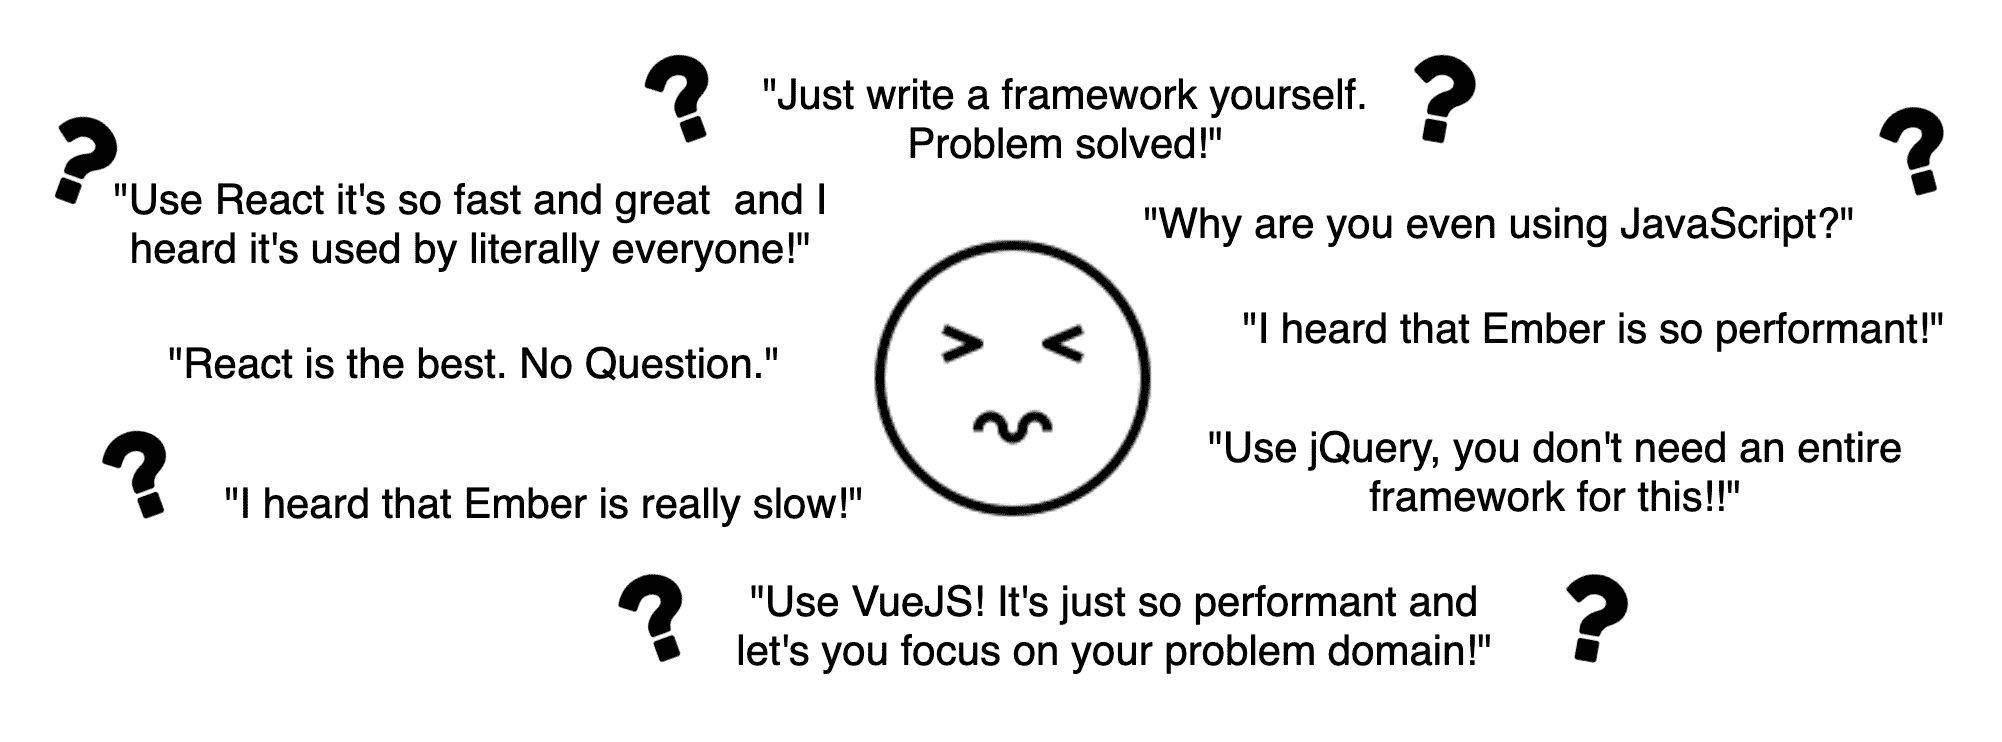 "Just write a framework yourself.
Problem solved!"
"Use React it's so fast and great  and I
heard it's used by literally everyone!"
"Why are you even using JavaScript?"
"I heard that Ember is so performant!"
"React is the best. No Question."
"Use jQuery, you don't need an entire
framework for this!!"
"I heard that Ember is really slow!"
"Use VueJS! It's just so performant and
let's you focus on your problem domain!"
?
?
?
?
?
?
?